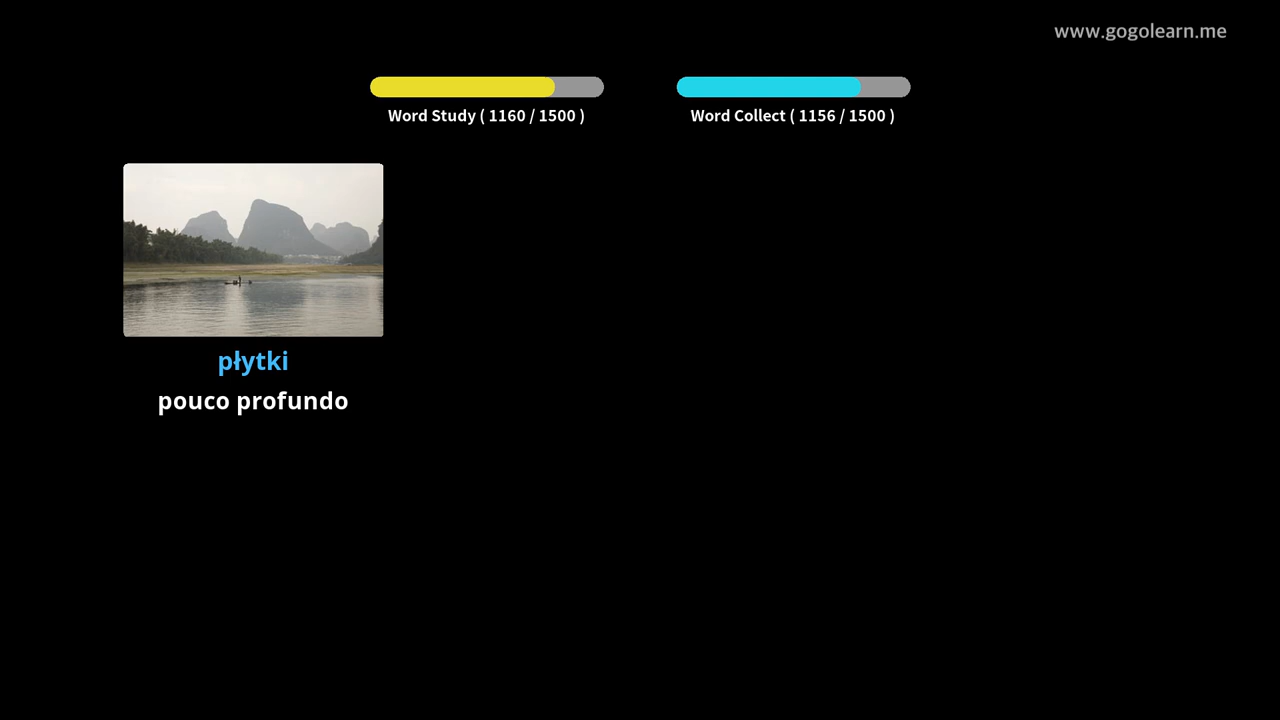 www.gogolearn.me
Word Study ( 1160 / 1500 )
Word Collect ( 1156 / 1500 )
płytki
pouco profundo